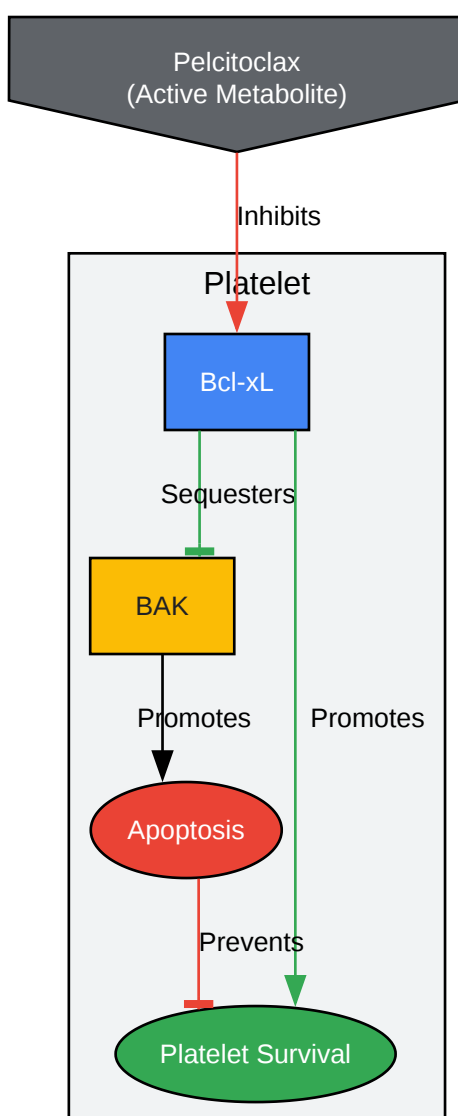 Pelcitoclax
(Active Metabolite)
Inhibits
Platelet
Bcl-xL
Sequesters
BAK
Promotes
Promotes
Apoptosis
Prevents
Platelet Survival